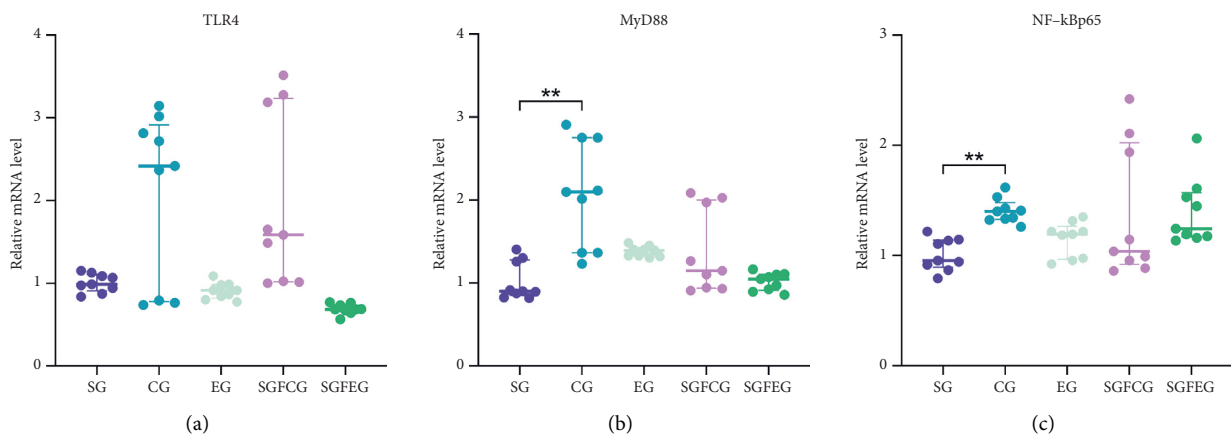 TLR4
Relative mRNA level
4
3
2
1
0
SG CG EG SGFCG SGFEG
(a)
MyD88
Relative mRNA level
4
3
2
1
0
**
SG CG EG SGFCG SGFEG
(b)
NF–kBp65
Relative mRNA level
3
2
1
0
**
SG CG EG SGFCG SGFEG
(c)